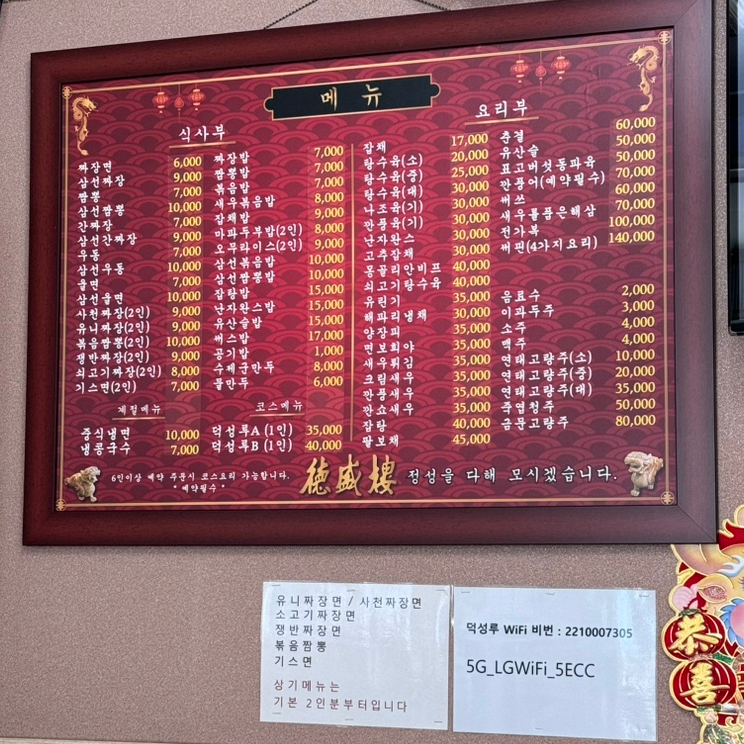 메 뉴
식사부
짜장면 6,000
삼선짜장 9,000
짬뽕 7,000
삼선짬뽕 10,000
간짜장 7,000
삼선간짜장 9,000
우동 7,000
삼선우동 10,000
울면 7,000
삼선울면 10,000
사천짜장(2인) 9,000
유니짜장(2인) 9,000
볶음짬뽕(2인) 10,000
쟁반짜장(2인) 9,000
쇠고기짜장(2인) 8,000
기스면(2인) 7,000
짜장밥 7,000
짬뽕밥 7,000
볶음밥 7,000
새우볶음밥 8,000
잡채밥 9,000
마파두부밥(2인) 8,000
오무라이스(2인) 8,000
삼선볶음밥 10,000
삼선짬뽕밥 10,000
잡탕밥 15,000
난자완스밥 15,000
유산슬밥 15,000
써스밥 17,000
공기밥 1,000
수제군만두 8,000
물만두 6,000
계절메뉴
중식냉면 10,000
냉콩국수 7,000
코스메뉴
덕성루A (1인) 35,000
덕성루B (1인) 40,000
요리부
잡채 17,000
탕수육(소) 20,000
탕수육(중) 25,000
탕수육(대) 30,000
나조육(기) 30,000
깐풍육(기) 30,000
난자완스 40,000
고추잡채 40,000
몽골리안비프 40,000
쇠고기탕수육 40,000
유린기 35,000
해파리냉채 30,000
양장피 35,000
면보희야 35,000
새우튀김 30,000
크림새우 35,000
깐풍새우 35,000
깐쇼새우 35,000
잡탕 40,000
팔보채 45,000
춘결 60,000
유산슬 50,000
표고버섯동파육 50,000
깐풍어(예약필수) 70,000
써쓰 60,000
새우롤품은해삼 70,000
전가복 100,000
써펀(4가지요리) 140,000
음료수 2,000
이과두주 3,000
소주 4,000
맥주 4,000
연태고량주(소) 10,000
연태고량주(중) 20,000
연태고량주(대) 35,000
죽엽청주 50,000
금문고량주 80,000
6인이상 예약 주문시 코스요리 가능합니다.
* 예약필수 *
德盛樓 정성을 다해 모시겠습니다.
유니짜장면 / 사천짜장면
소고기짜장면
쟁반짜장면
볶음짬뽕
기스면
상기메뉴는
기본 2인분부터입니다
덕성루 WiFi 비번 : 2210007305
5G_LGWiFi_5ECC
恭
喜